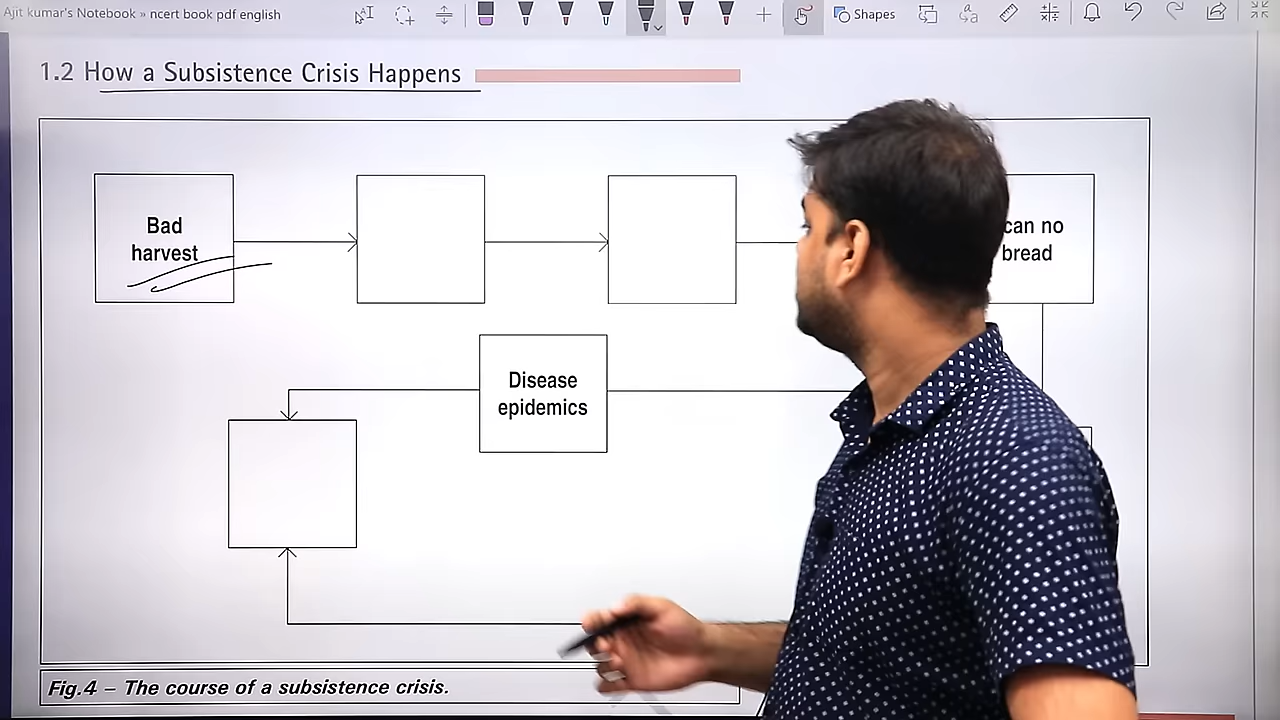 Ajit kumar's Notebook » ncert book pdf english
Shapes
1.2 How a Subsistence Crisis Happens
Bad
harvest
can no
bread
Disease
epidemics
Fig.4 – The course of a subsistence crisis.